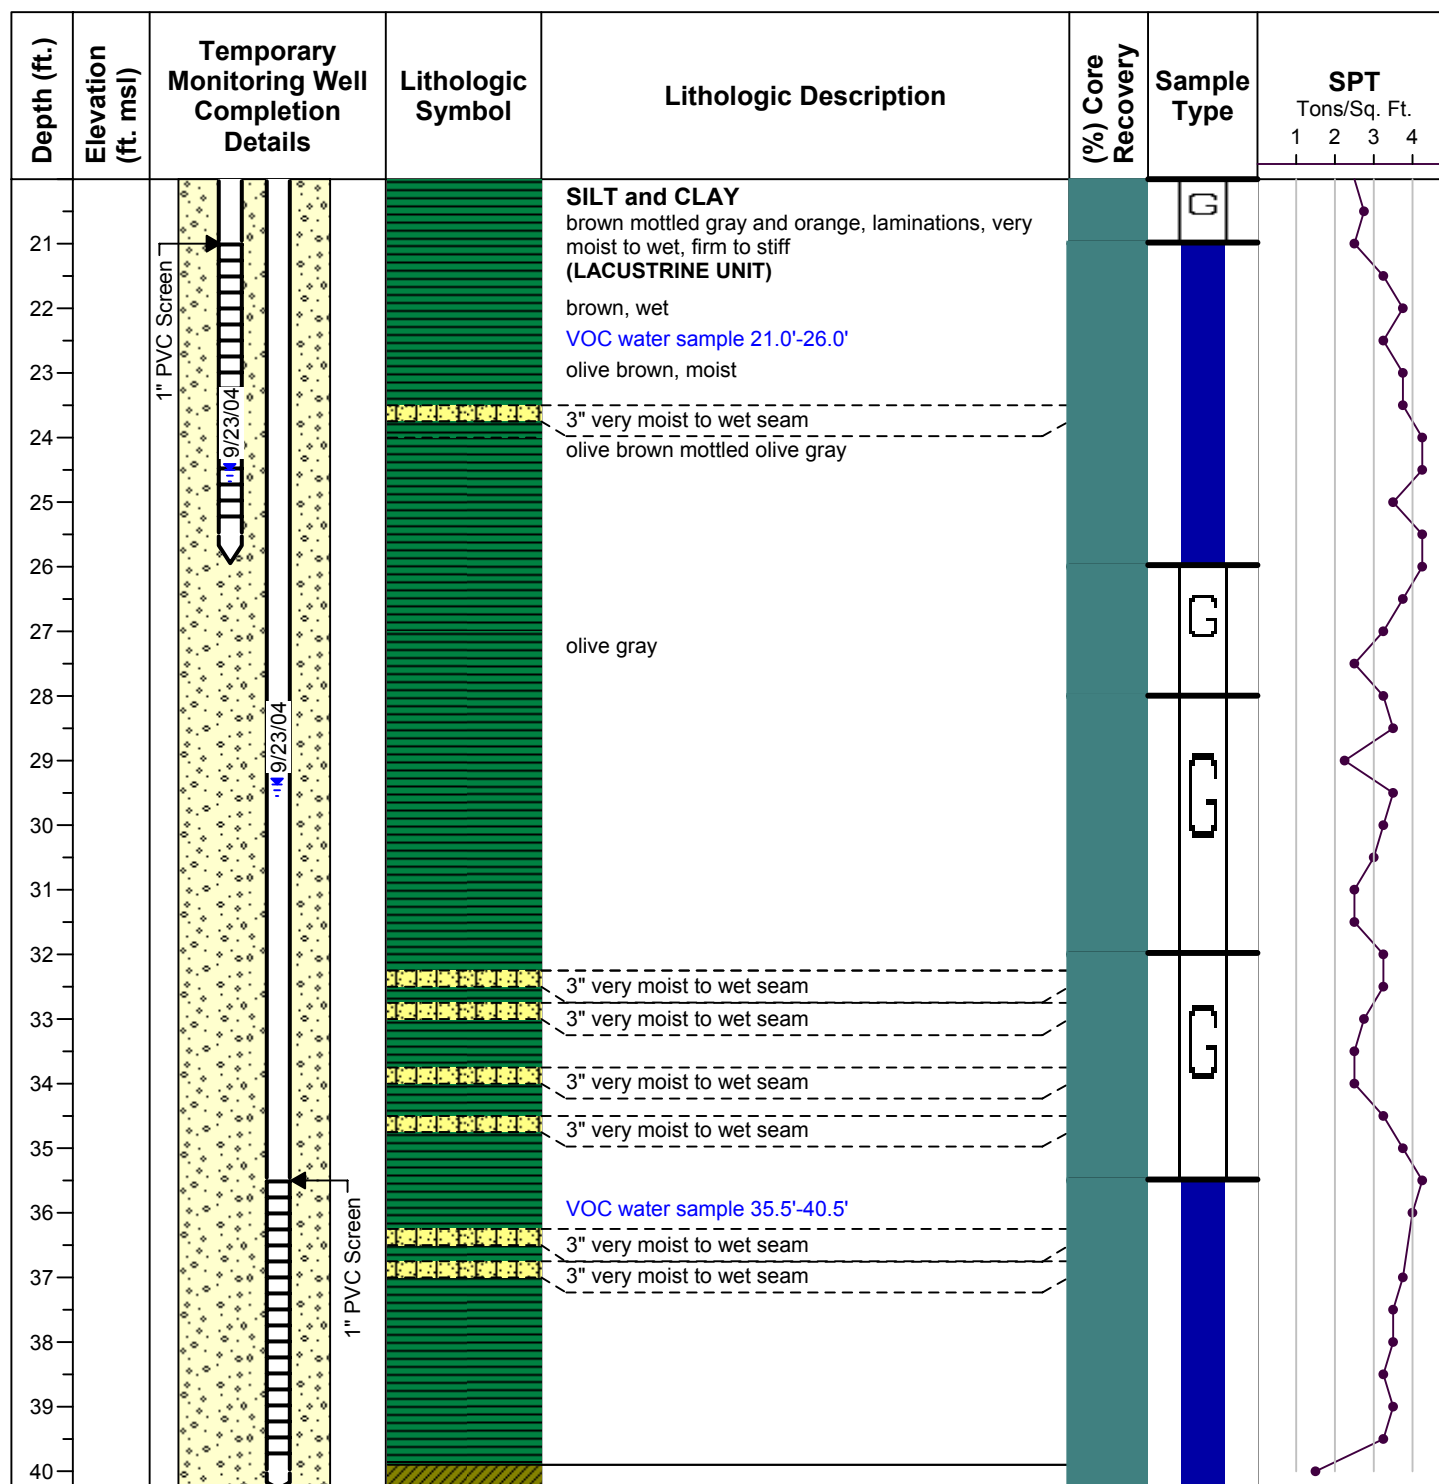 Depth (ft.)
Elevation
(ft. msl)
Temporary
Monitoring Well
Completion
Details
Lithologic
Symbol
Lithologic Description
(%) Core
Recovery
Sample
Type
SPT
Tons/Sq. Ft.
1 2 3 4
SILT and CLAY
brown mottled gray and orange, laminations, very
moist to wet, firm to stiff
(LACUSTRINE UNIT)
brown, wet
VOC water sample 21.0'-26.0'
olive brown, moist
3" very moist to wet seam
olive brown mottled olive gray
olive gray
3" very moist to wet seam
3" very moist to wet seam
3" very moist to wet seam
3" very moist to wet seam
VOC water sample 35.5'-40.5'
3" very moist to wet seam
3" very moist to wet seam
21
22
23
24
25
26
27
28
29
30
31
32
33
34
35
36
37
38
39
40
1" PVC Screen
9/23/04
9/23/04
1" PVC Screen
G
G
G
G